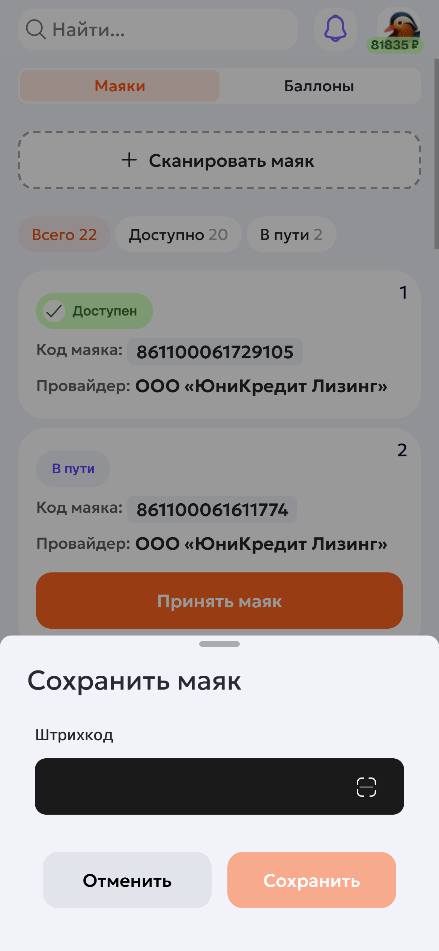 Найти...
81835 ₽
Маяки
Баллоны
+ Сканировать маяк
Всего 22
Доступно 20
В пути 2
1
Доступен
Код маяка: 861100061729105
Провайдер: ООО «ЮниКредит Лизинг»
2
В пути
Код маяка: 861100061611774
Провайдер: ООО «ЮниКредит Лизинг»
Принять маяк
Сохранить маяк
Штрихкод
Отменить
Сохранить